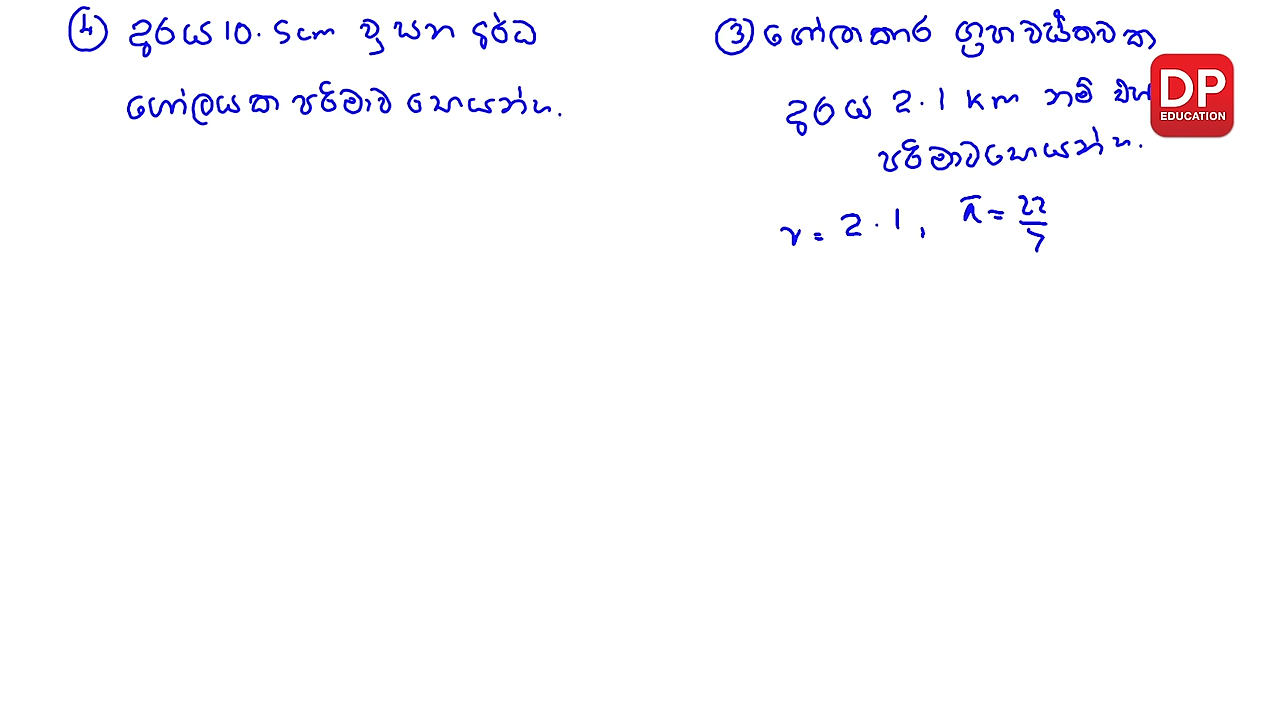 ④ අරය 10.5cm වූ ඝන අර්ධ
ගෝලයක පරිමාව සොයන්න.
③ ගෝලාකාර ග්‍රහවස්තුවක
අරය 2.1 km නම් එහි
පරිමාව සොයන්න.
r = 2.1, π = 22/7
DP
EDUCATION